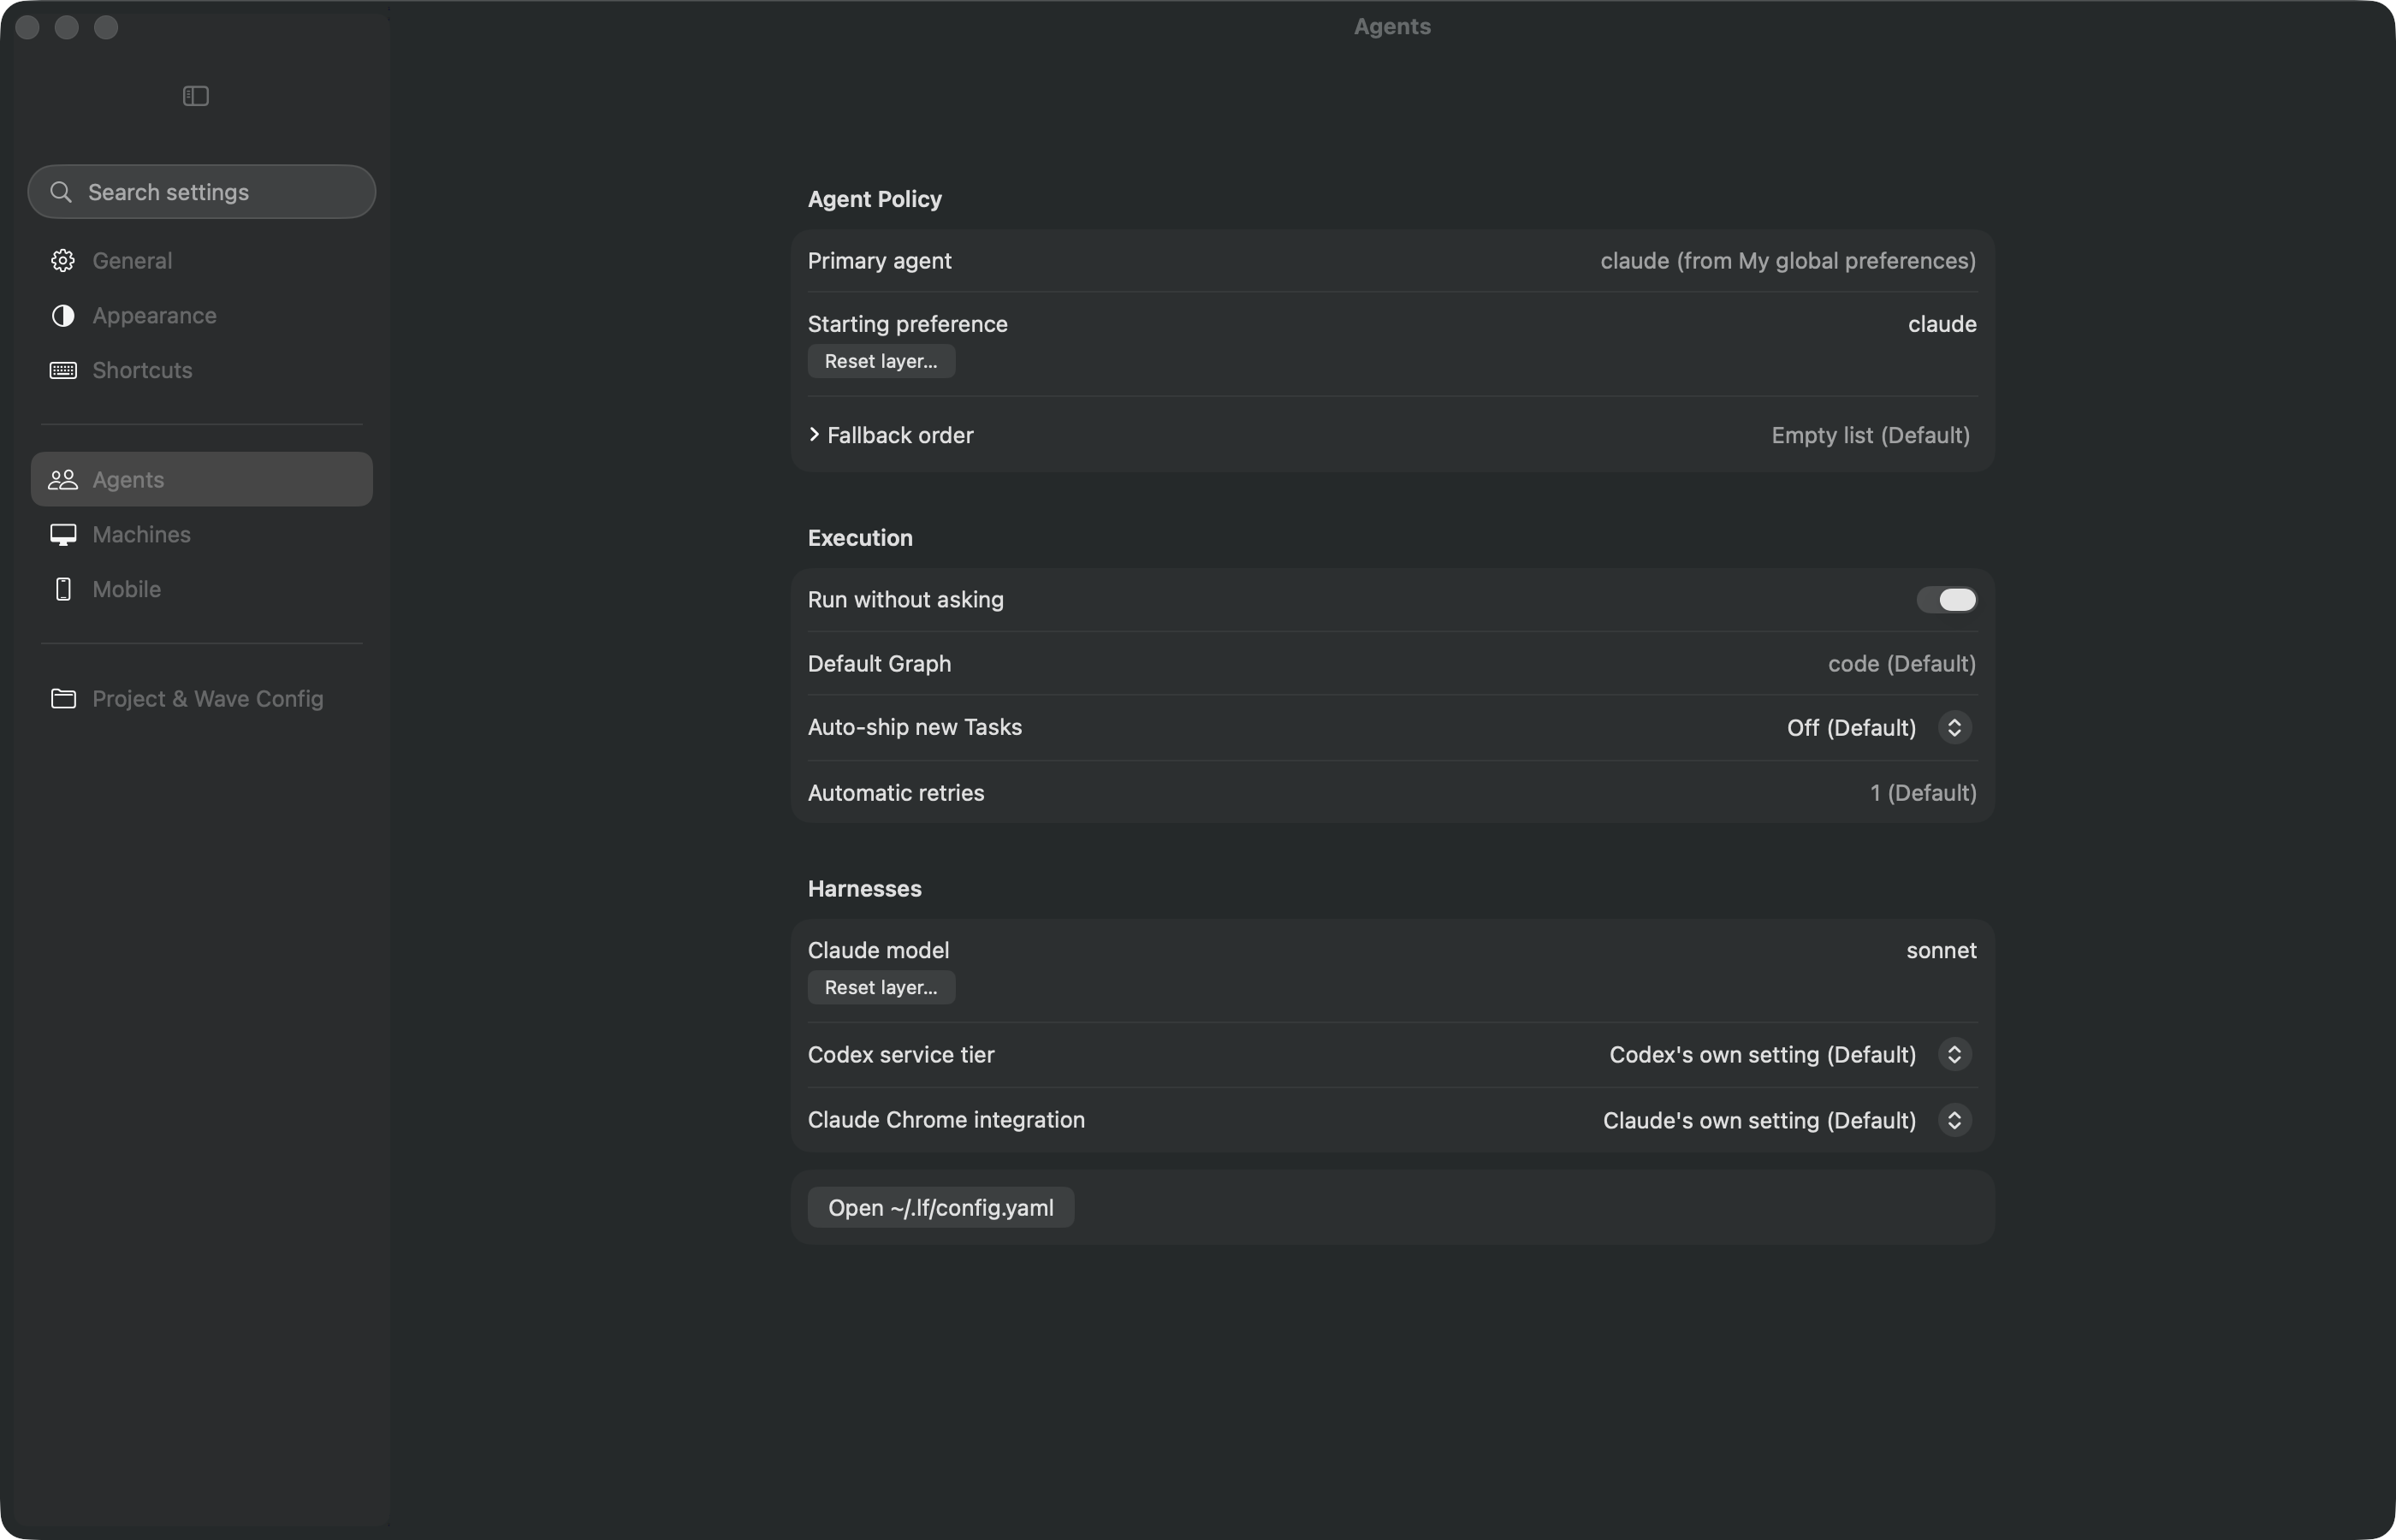 Agents
Search settings
General
Appearance
Shortcuts
Agents
Machines
Mobile
Project & Wave Config
Agent Policy
Primary agent claude (from My global preferences)
Starting preference claude
Reset layer...
Fallback order Empty list (Default)
Execution
Run without asking
Default Graph code (Default)
Auto-ship new Tasks Off (Default)
Automatic retries 1 (Default)
Harnesses
Claude model sonnet
Reset layer...
Codex service tier Codex's own setting (Default)
Claude Chrome integration Claude's own setting (Default)
Open ~/.lf/config.yaml